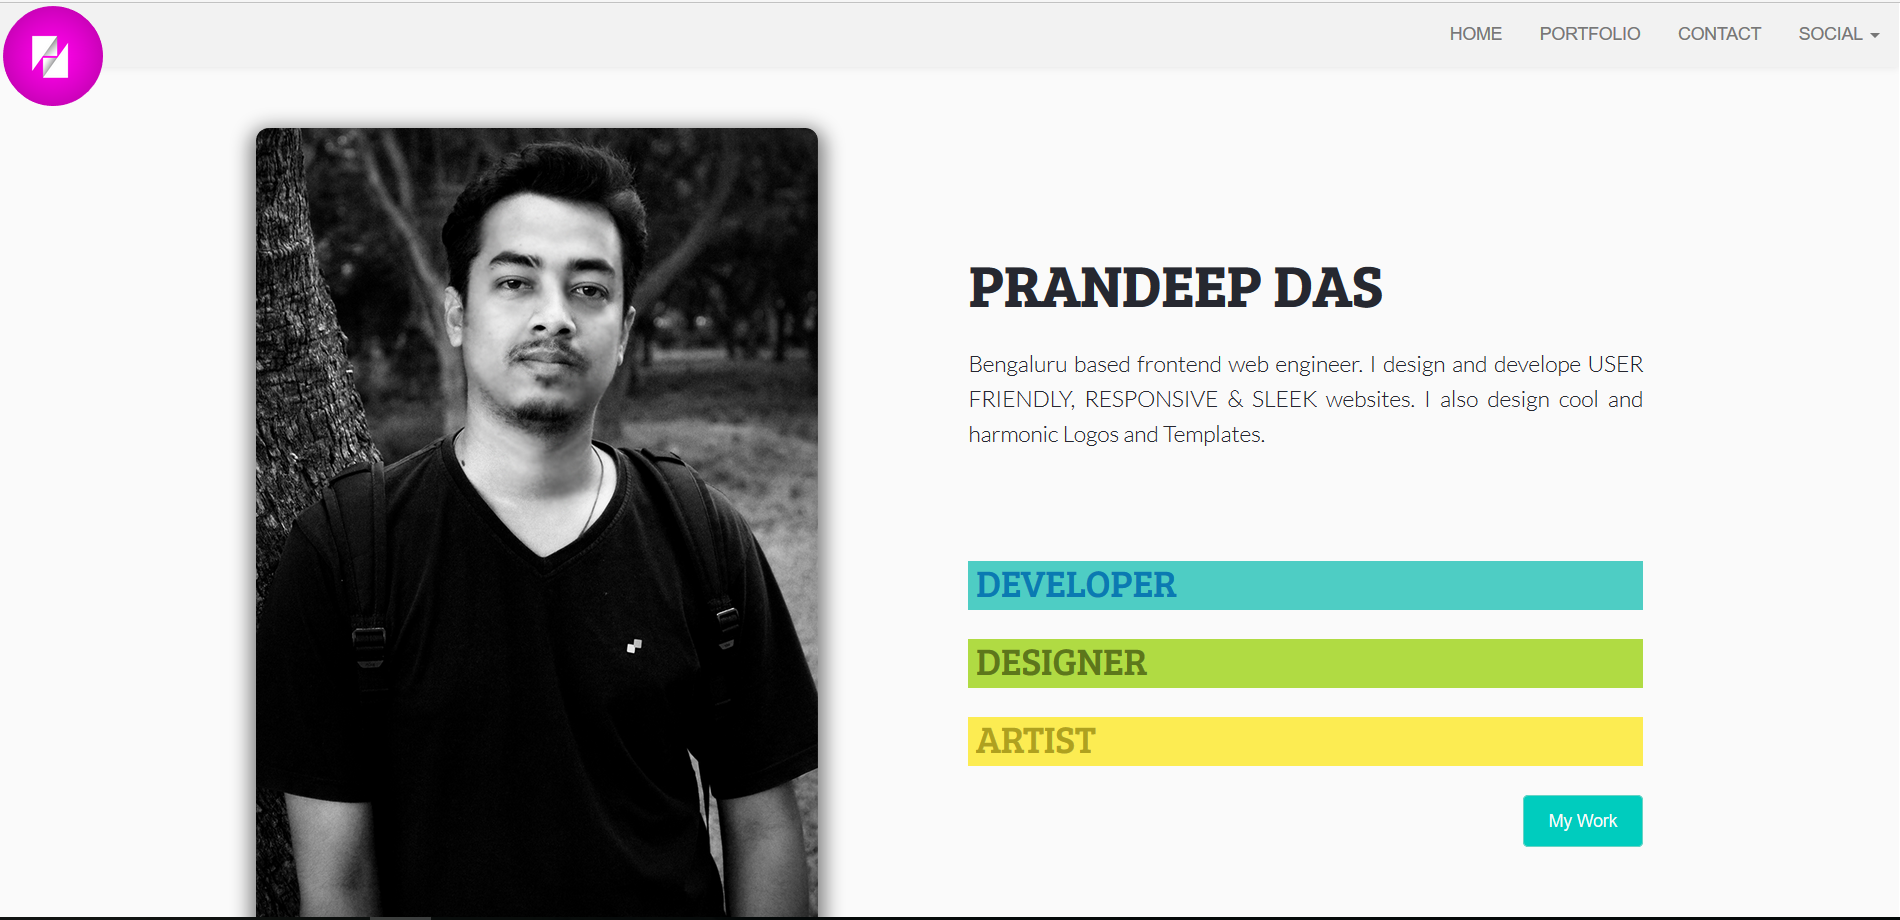 HOME PORTFOLIO CONTACT SOCIAL
PRANDEEP DAS
Bengaluru based frontend web engineer. I design and develope USER
FRIENDLY, RESPONSIVE & SLEEK websites. I also design cool and
harmonic Logos and Templates.
DEVELOPER
DESIGNER
ARTIST
My Work